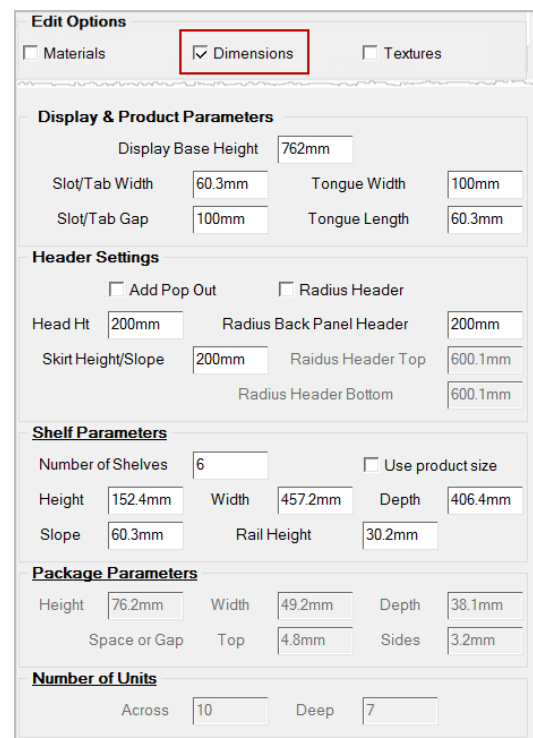 Edit Options
Materials Dimensions Textures
Display & Product Parameters
Display Base Height 762mm
Slot/Tab Width 60.3mm Tongue Width 100mm
Slot/Tab Gap 100mm Tongue Length 60.3mm
Header Settings
Add Pop Out Radius Header
Head Ht 200mm Radius Back Panel Header 200mm
Skirt Height/Slope 200mm Raidus Header Top 600.1mm
Radius Header Bottom 600.1mm
Shelf Parameters
Number of Shelves 6 Use product size
Height 152.4mm Width 457.2mm Depth 406.4mm
Slope 60.3mm Rail Height 30.2mm
Package Parameters
Height 76.2mm Width 49.2mm Depth 38.1mm
Space or Gap Top 4.8mm Sides 3.2mm
Number of Units
Across 10 Deep 7